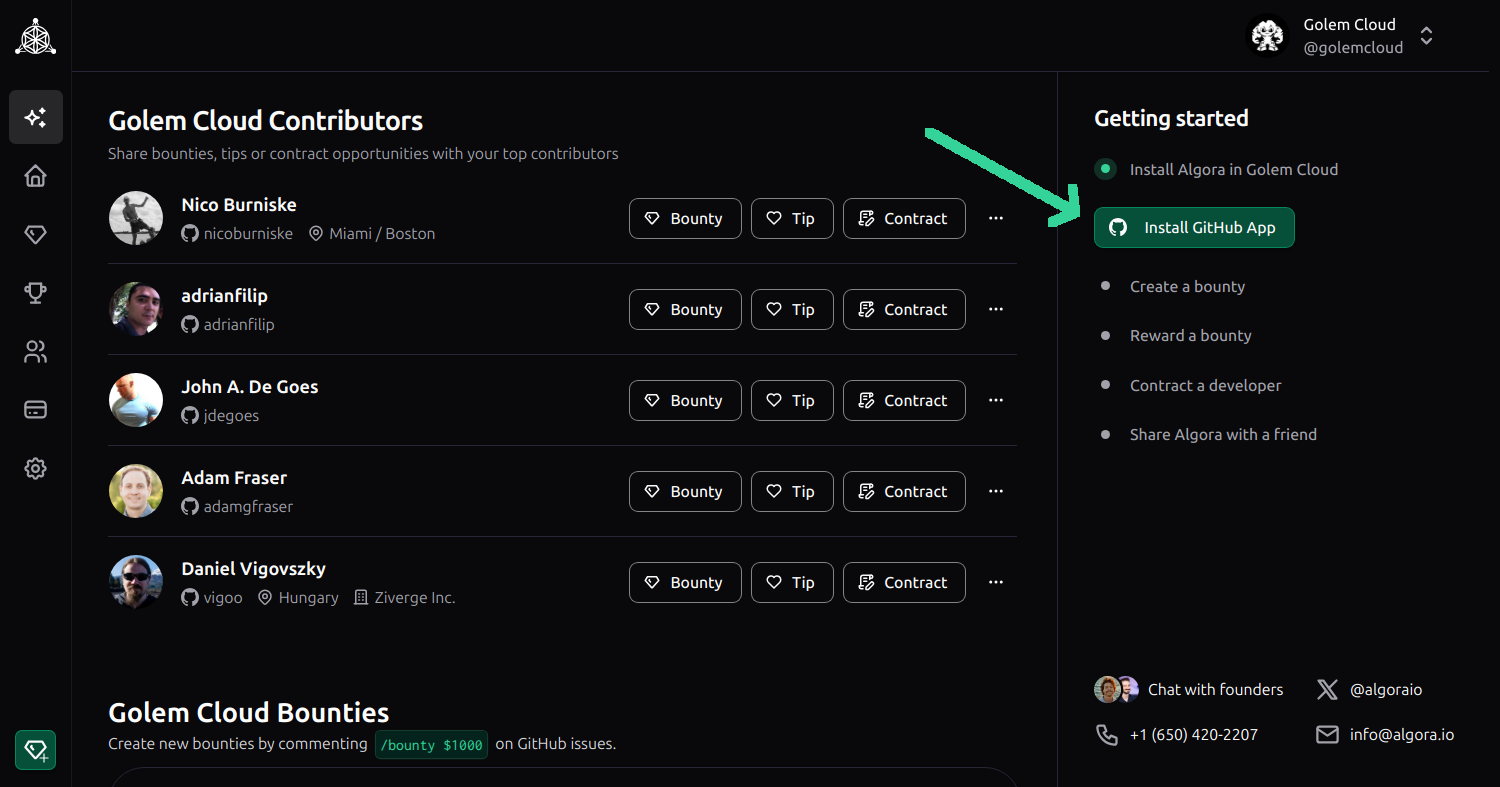 Golem Cloud
@golemcloud
Golem Cloud Contributors
Share bounties, tips or contract opportunities with your top contributors
Nico Burniske
nicoburniske Miami / Boston
Bounty Tip Contract
adrianfilip
adrianfilip
Bounty Tip Contract
John A. De Goes
jdegoes
Bounty Tip Contract
Adam Fraser
adamgfraser
Bounty Tip Contract
Daniel Vigovszky
vigoo Hungary Ziverge Inc.
Bounty Tip Contract
Golem Cloud Bounties
Create new bounties by commenting /bounty $1000 on GitHub issues.
Getting started
Install Algora in Golem Cloud
Install GitHub App
Create a bounty
Reward a bounty
Contract a developer
Share Algora with a friend
Chat with founders @algoraio
+1 (650) 420-2207 info@algora.io